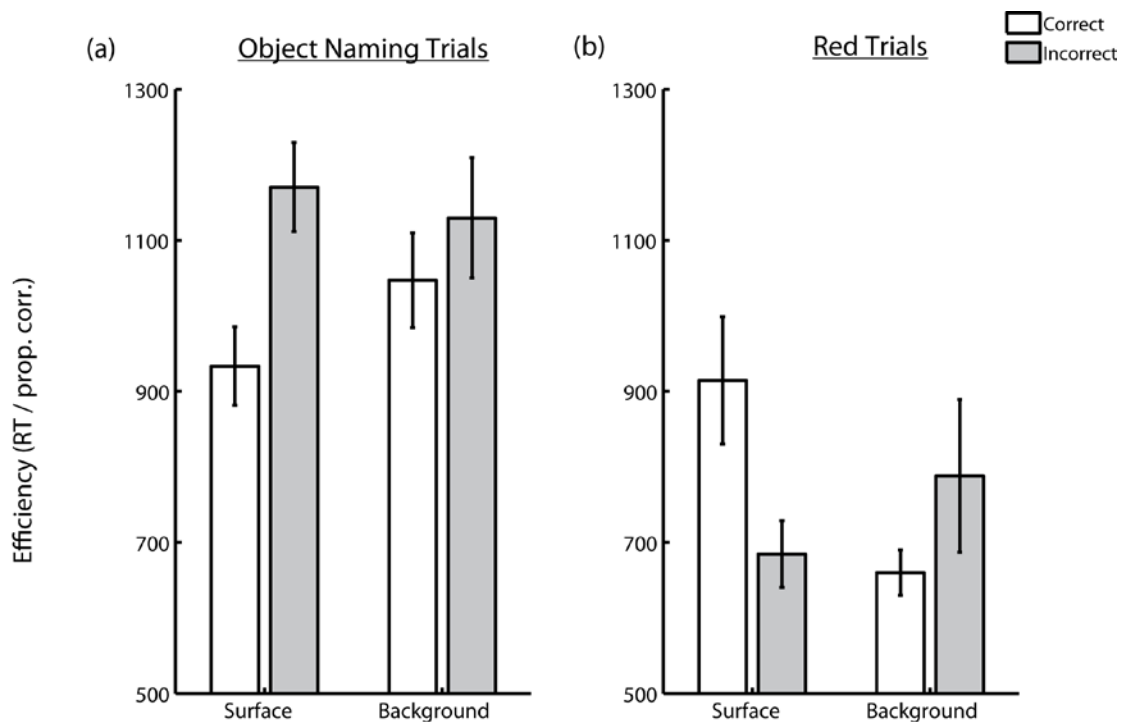 Correct
Incorrect
(a) Object Naming Trials
(b) Red Trials
Efficiency (RT / prop. corr.)
1300
1100
900
700
500
Surface Background
1300
1100
900
700
500
Surface Background